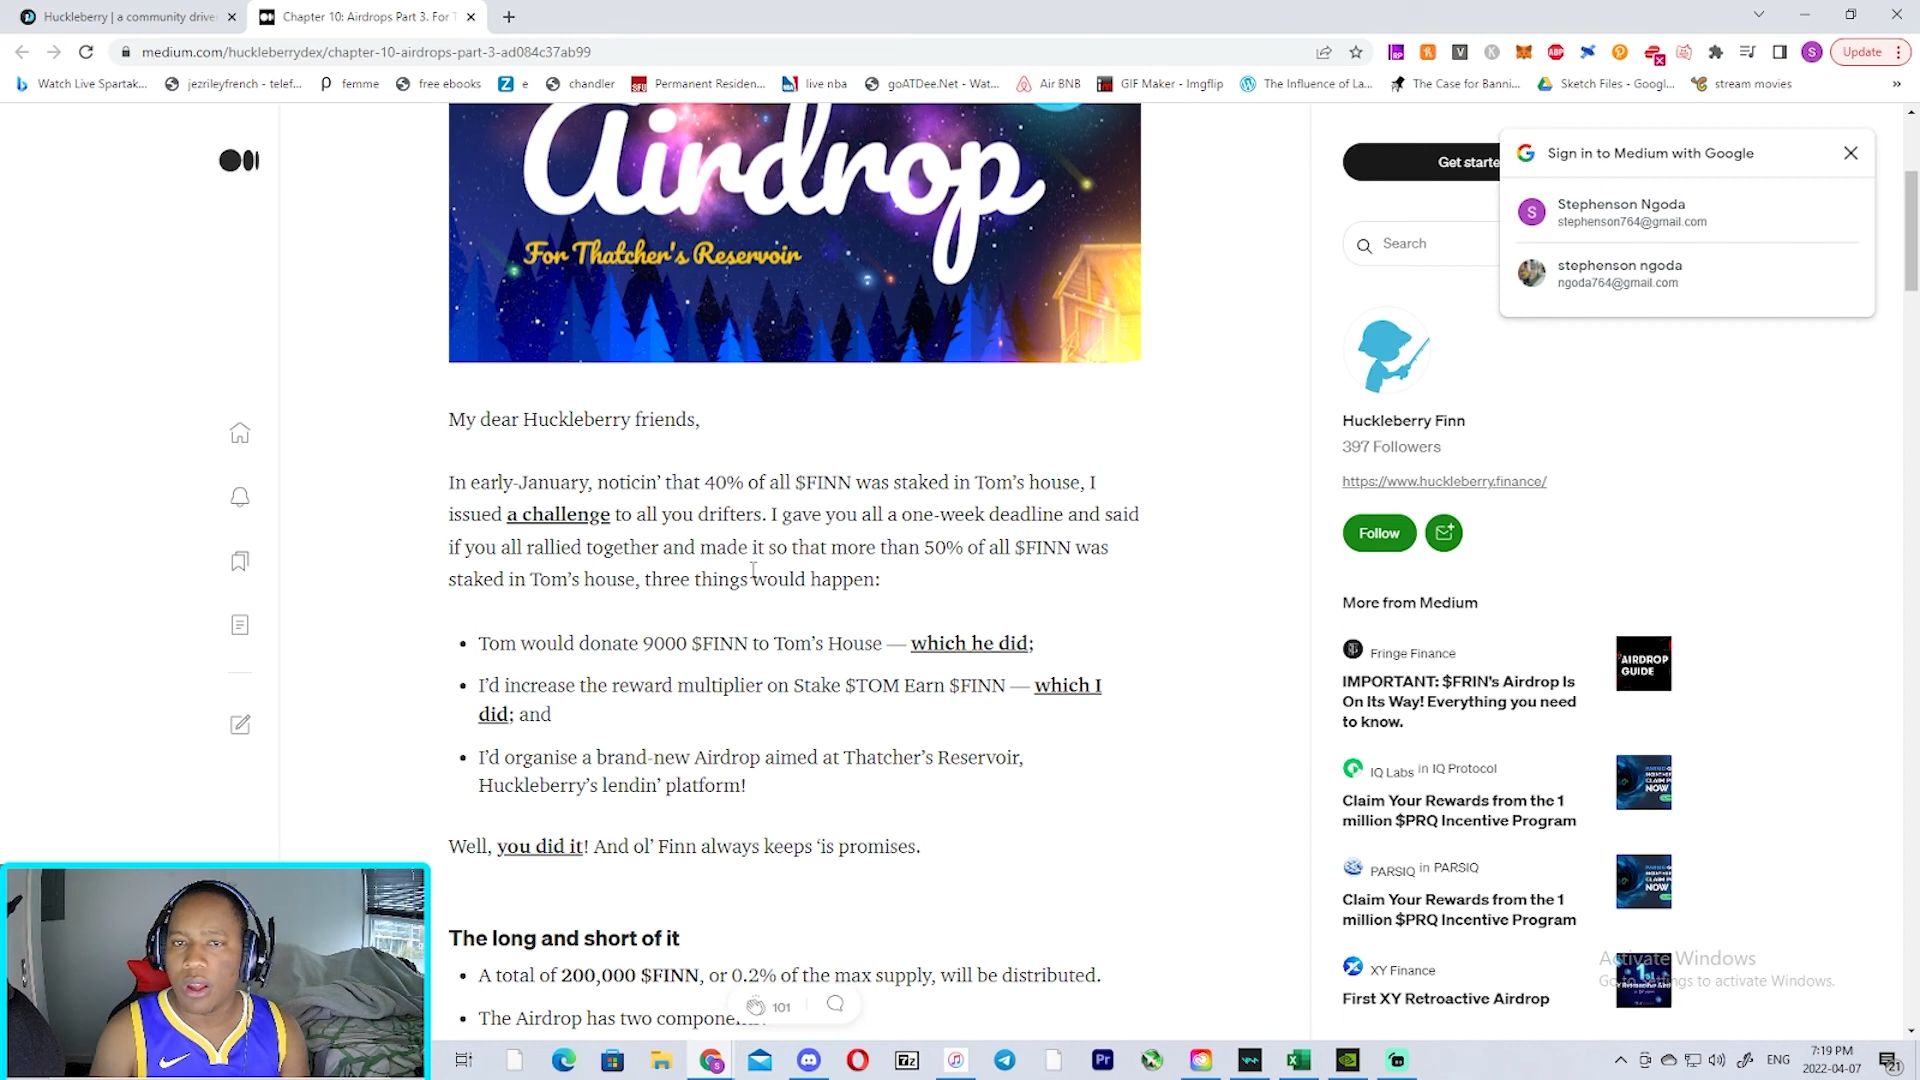 Huckleberry | a community drive
Chapter 10: Airdrops Part 3. For T
medium.com/huckleberrydex/chapter-10-airdrops-part-3-ad084c37ab99
Update
Watch Live Spartak...
jezrileyfrench - telef...
femme
free ebooks
e
chandler
Permanent Residen...
live nba
goATDee.Net - Wat...
Air BNB
GIF Maker - Imgflip
The Influence of La...
The Case for Banni...
Sketch Files - Googl...
stream movies
»
Airdrop
For Thatcher's Reservoir
My dear Huckleberry friends,
In early-January, noticin’ that 40% of all $FINN was staked in Tom’s house, I
issued a challenge to all you drifters. I gave you all a one-week deadline and said
if you all rallied together and made it so that more than 50% of all $FINN was
staked in Tom’s house, three things would happen:
• Tom would donate 9000 $FINN to Tom’s House — which he did;
• I’d increase the reward multiplier on Stake $TOM Earn $FINN — which I
did; and
• I’d organise a brand-new Airdrop aimed at Thatcher’s Reservoir,
Huckleberry’s lendin’ platform!
Well, you did it! And ol’ Finn always keeps ‘is promises.
The long and short of it
• A total of 200,000 $FINN, or 0.2% of the max supply, will be distributed.
• The Airdrop has two compone
101
Get starte
Search
Sign in to Medium with Google
S
Stephenson Ngoda
stephenson764@gmail.com
stephenson ngoda
ngoda764@gmail.com
Huckleberry Finn
397 Followers
https://www.huckleberry.finance/
Follow
More from Medium
Fringe Finance
IMPORTANT: $FRIN’s Airdrop Is
On Its Way! Everything you need
to know.
AIRDROP
GUIDE
IQ Labs in IQ Protocol
Claim Your Rewards from the 1
million $PRQ Incentive Program
PARSIQ in PARSIQ
Claim Your Rewards from the 1
million $PRQ Incentive Program
XY Finance
First XY Retroactive Airdrop
Activate Windows
Go to Settings to activate Windows.
ENG
7:19 PM
2022-04-07
21